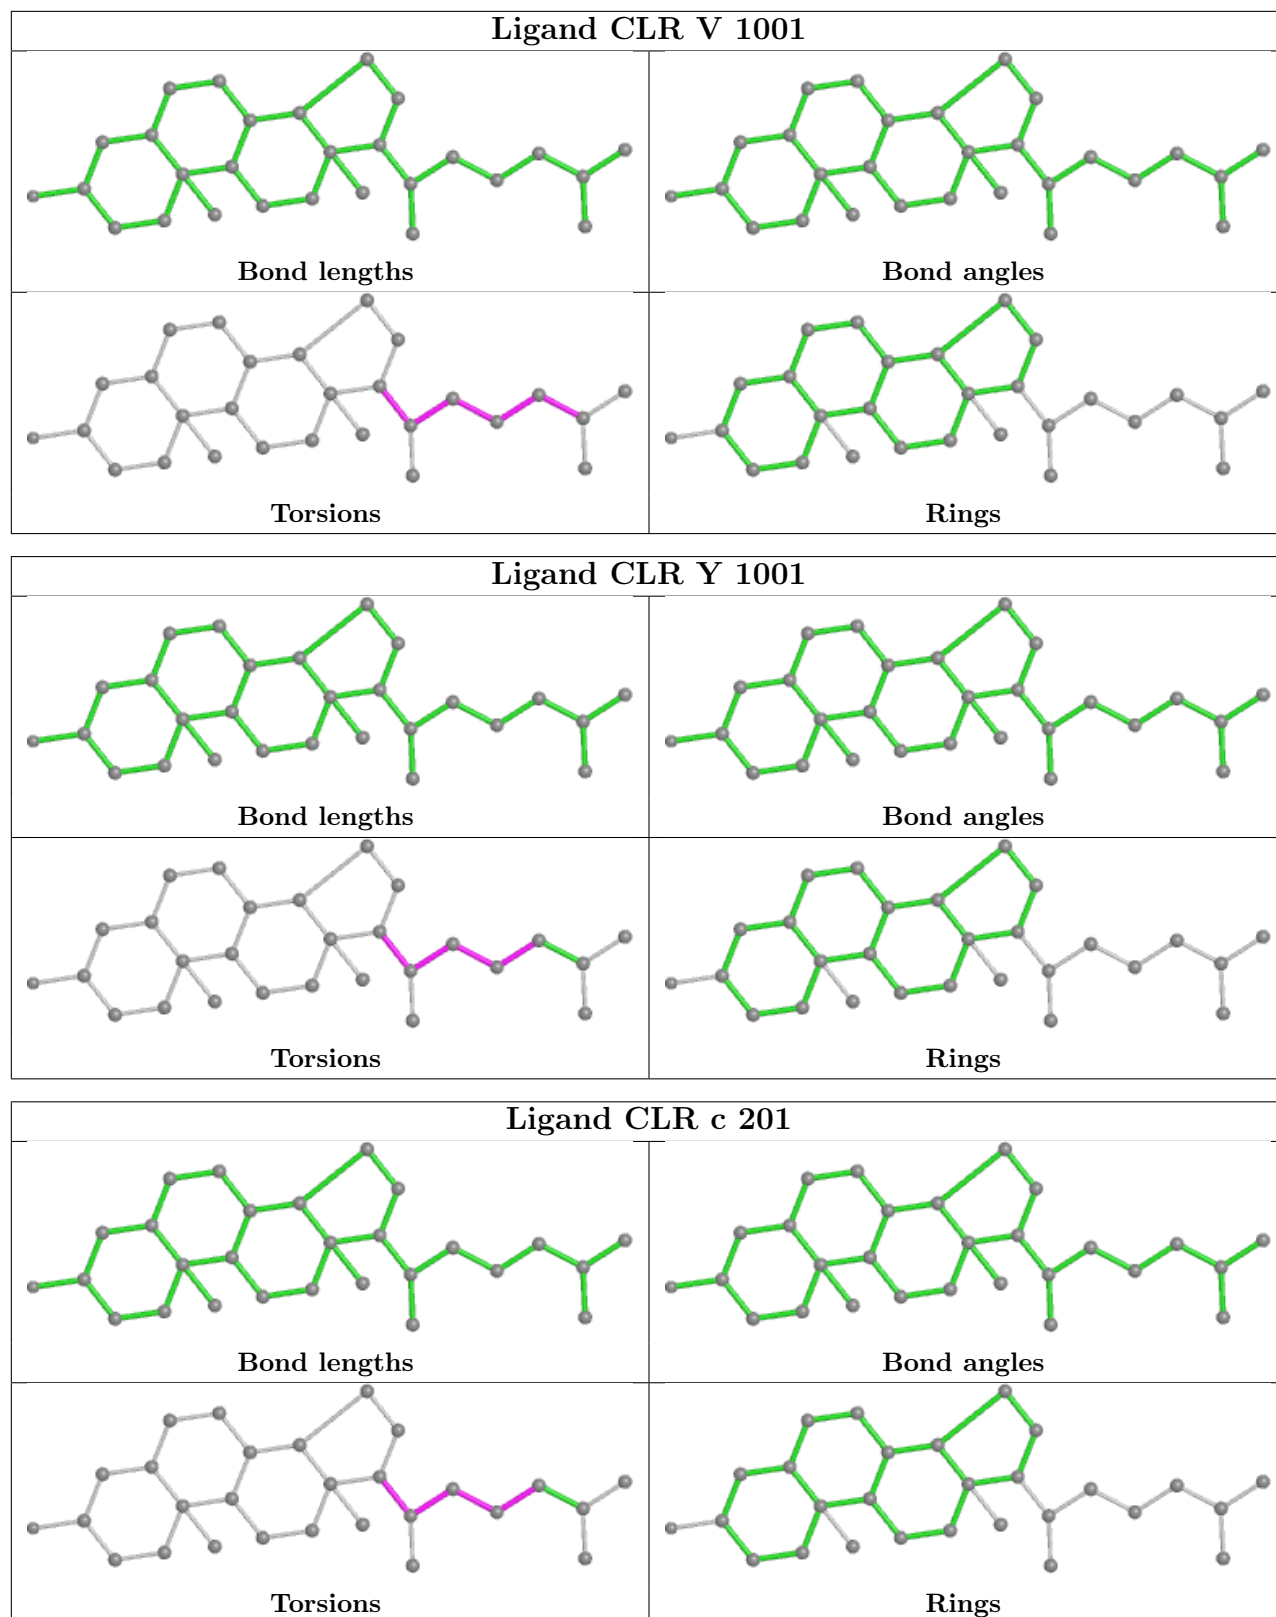 Ligand CLR V 1001
Bond lengths
Bond angles
Torsions
Rings
Ligand CLR Y 1001
Bond lengths
Bond angles
Torsions
Rings
Ligand CLR c 201
Bond lengths
Bond angles
Torsions
Rings